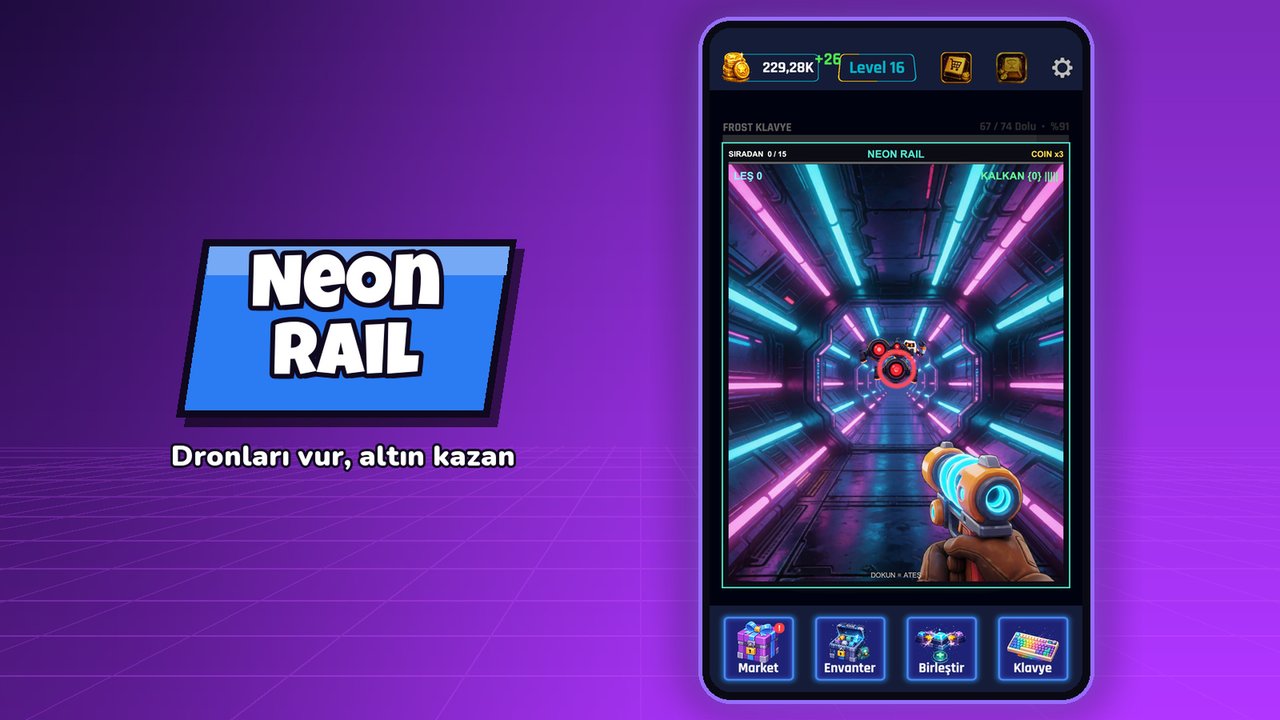 Neon
Rail
Dronları vur, altın kazan
229,28K
+26
Level 16
FROST KLAVYE
67 / 74 Dolu • %91
SIRADAN 0 / 15
NEON RAIL
COIN x3
LEŞ 0
KALKAN {0} |||||
DOKUN = ATEŞ
Market
Envanter
Birleştir
Klavye